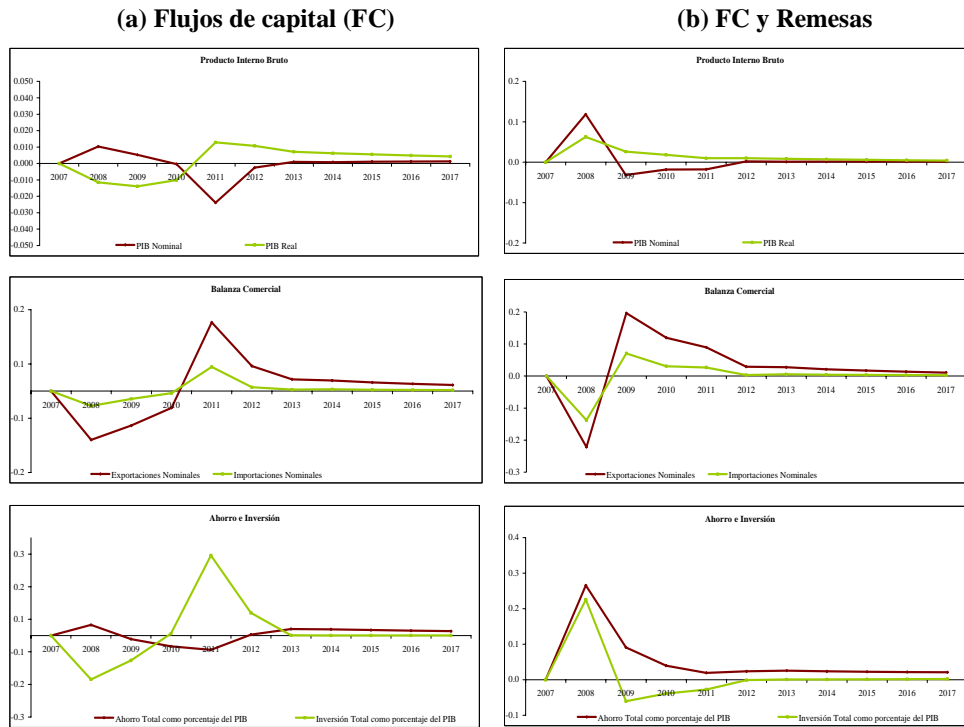 (a) Flujos de capital (FC)
(b) FC y Remesas
Producto Interno Bruto
0.050
0.040
0.030
0.020
0.010
0.000
-0.010
-0.020
-0.030
-0.040
-0.050
2007 2008 2009 2010 2011 2012 2013 2014 2015 2016 2017
PIB Nominal PIB Real
Producto Interno Bruto
0.2
0.1
0.0
-0.1
-0.2
2007 2008 2009 2010 2011 2012 2013 2014 2015 2016 2017
PIB Nominal PIB Real
Balanza Comercial
0.2
0.1
-0.1
-0.2
2007 2008 2009 2010 2011 2012 2013 2014 2015 2016 2017
Exportaciones Nominales Importaciones Nominales
Balanza Comercial
0.2
0.1
0.0
-0.1
-0.2
-0.3
2007 2008 2009 2010 2011 2012 2013 2014 2015 2016 2017
Exportaciones Nominales Importaciones Nominales
Ahorro e Inversión
0.3
0.2
0.1
-0.1
-0.2
-0.3
2007 2008 2009 2010 2011 2012 2013 2014 2015 2016 2017
Ahorro Total como porcentaje del PIB Inversión Total como porcentaje del PIB
Ahorro e Inversión
0.4
0.3
0.2
0.1
0.0
-0.1
2007 2008 2009 2010 2011 2012 2013 2014 2015 2016 2017
Ahorro Total como porcentaje del PIB Inversión Total como porcentaje del PIB